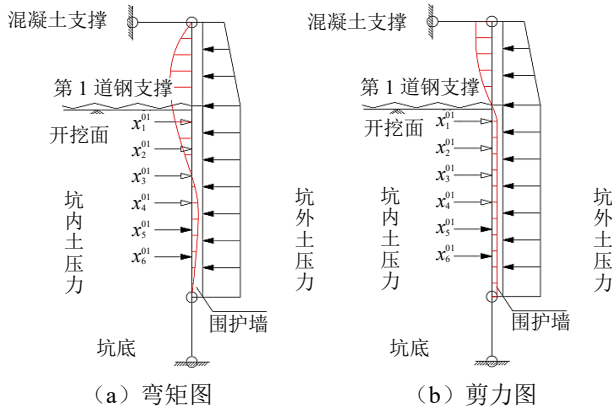 混凝土支撑
第 1 道钢支撑
开挖面
x₁⁰¹
x₂⁰¹
x₃⁰¹
x₄⁰¹
x₅⁰¹
x₆⁰¹
坑内土压力
坑外土压力
围护墙
坑底
（a）弯矩图
混凝土支撑
第 1 道钢支撑
开挖面
x₁⁰¹
x₂⁰¹
x₃⁰¹
x₄⁰¹
x₅⁰¹
x₆⁰¹
坑内土压力
坑外土压力
围护墙
坑底
（b）剪力图